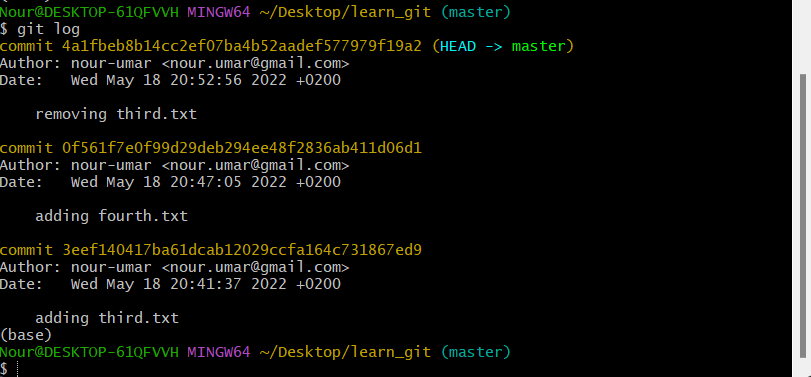 Nour@DESKTOP-61QFVVH MINGW64 ~/Desktop/learn_git (master)
$ git log
commit 4a1fbeb8b14cc2ef07ba4b52aadef577979f19a2 (HEAD -> master)
Author: nour-umar <nour.umar@gmail.com>
Date:   Wed May 18 20:52:56 2022 +0200
    removing third.txt
commit 0f561f7e0f99d29deb294ee48f2836ab411d06d1
Author: nour-umar <nour.umar@gmail.com>
Date:   Wed May 18 20:47:05 2022 +0200
    adding fourth.txt
commit 3eef140417ba61dcab12029ccfa164c731867ed9
Author: nour-umar <nour.umar@gmail.com>
Date:   Wed May 18 20:41:37 2022 +0200
    adding third.txt
(base)
Nour@DESKTOP-61QFVVH MINGW64 ~/Desktop/learn_git (master)
$